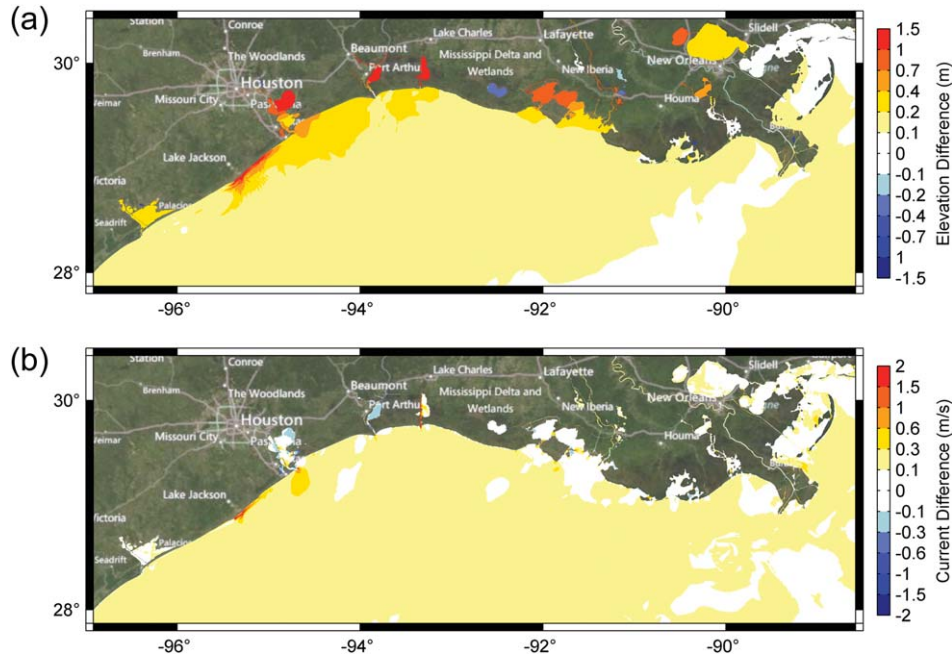 (a)
Station
Conroe
Brenham
The Woodlands
Beaumont
Lake Charles
Lafayette
Slidell
Port Arthu
Mississippi Delta and
Wetlands
New Iberia
New Orleans
Houston
Missouri City
Houma
Lake Jackson
Victoria
Palacios
Seadrift
30°
28°
-96°
-94°
-92°
-90°
1.5
0.7
1
0.4
0.2
0.1
0
-0.1
-0.2
-0.4
-0.7
1
-1.5
Elevation Difference (m)
(b)
Station
Conroe
Brenham
The Woodlands
Beaumont
Lake Charles
Lafayette
Slidell
Port Arthu
Mississippi Delta and
Wetlands
New Iberia
New Orleans
Houston
Missouri City
Houma
Lake Jackson
Victoria
Palacios
Seadrift
30°
28°
-96°
-94°
-92°
-90°
2
1.5
1
0.6
0.3
0.1
0
-0.1
-0.3
-0.6
-1
-1.5
-2
Current Difference (m/s)